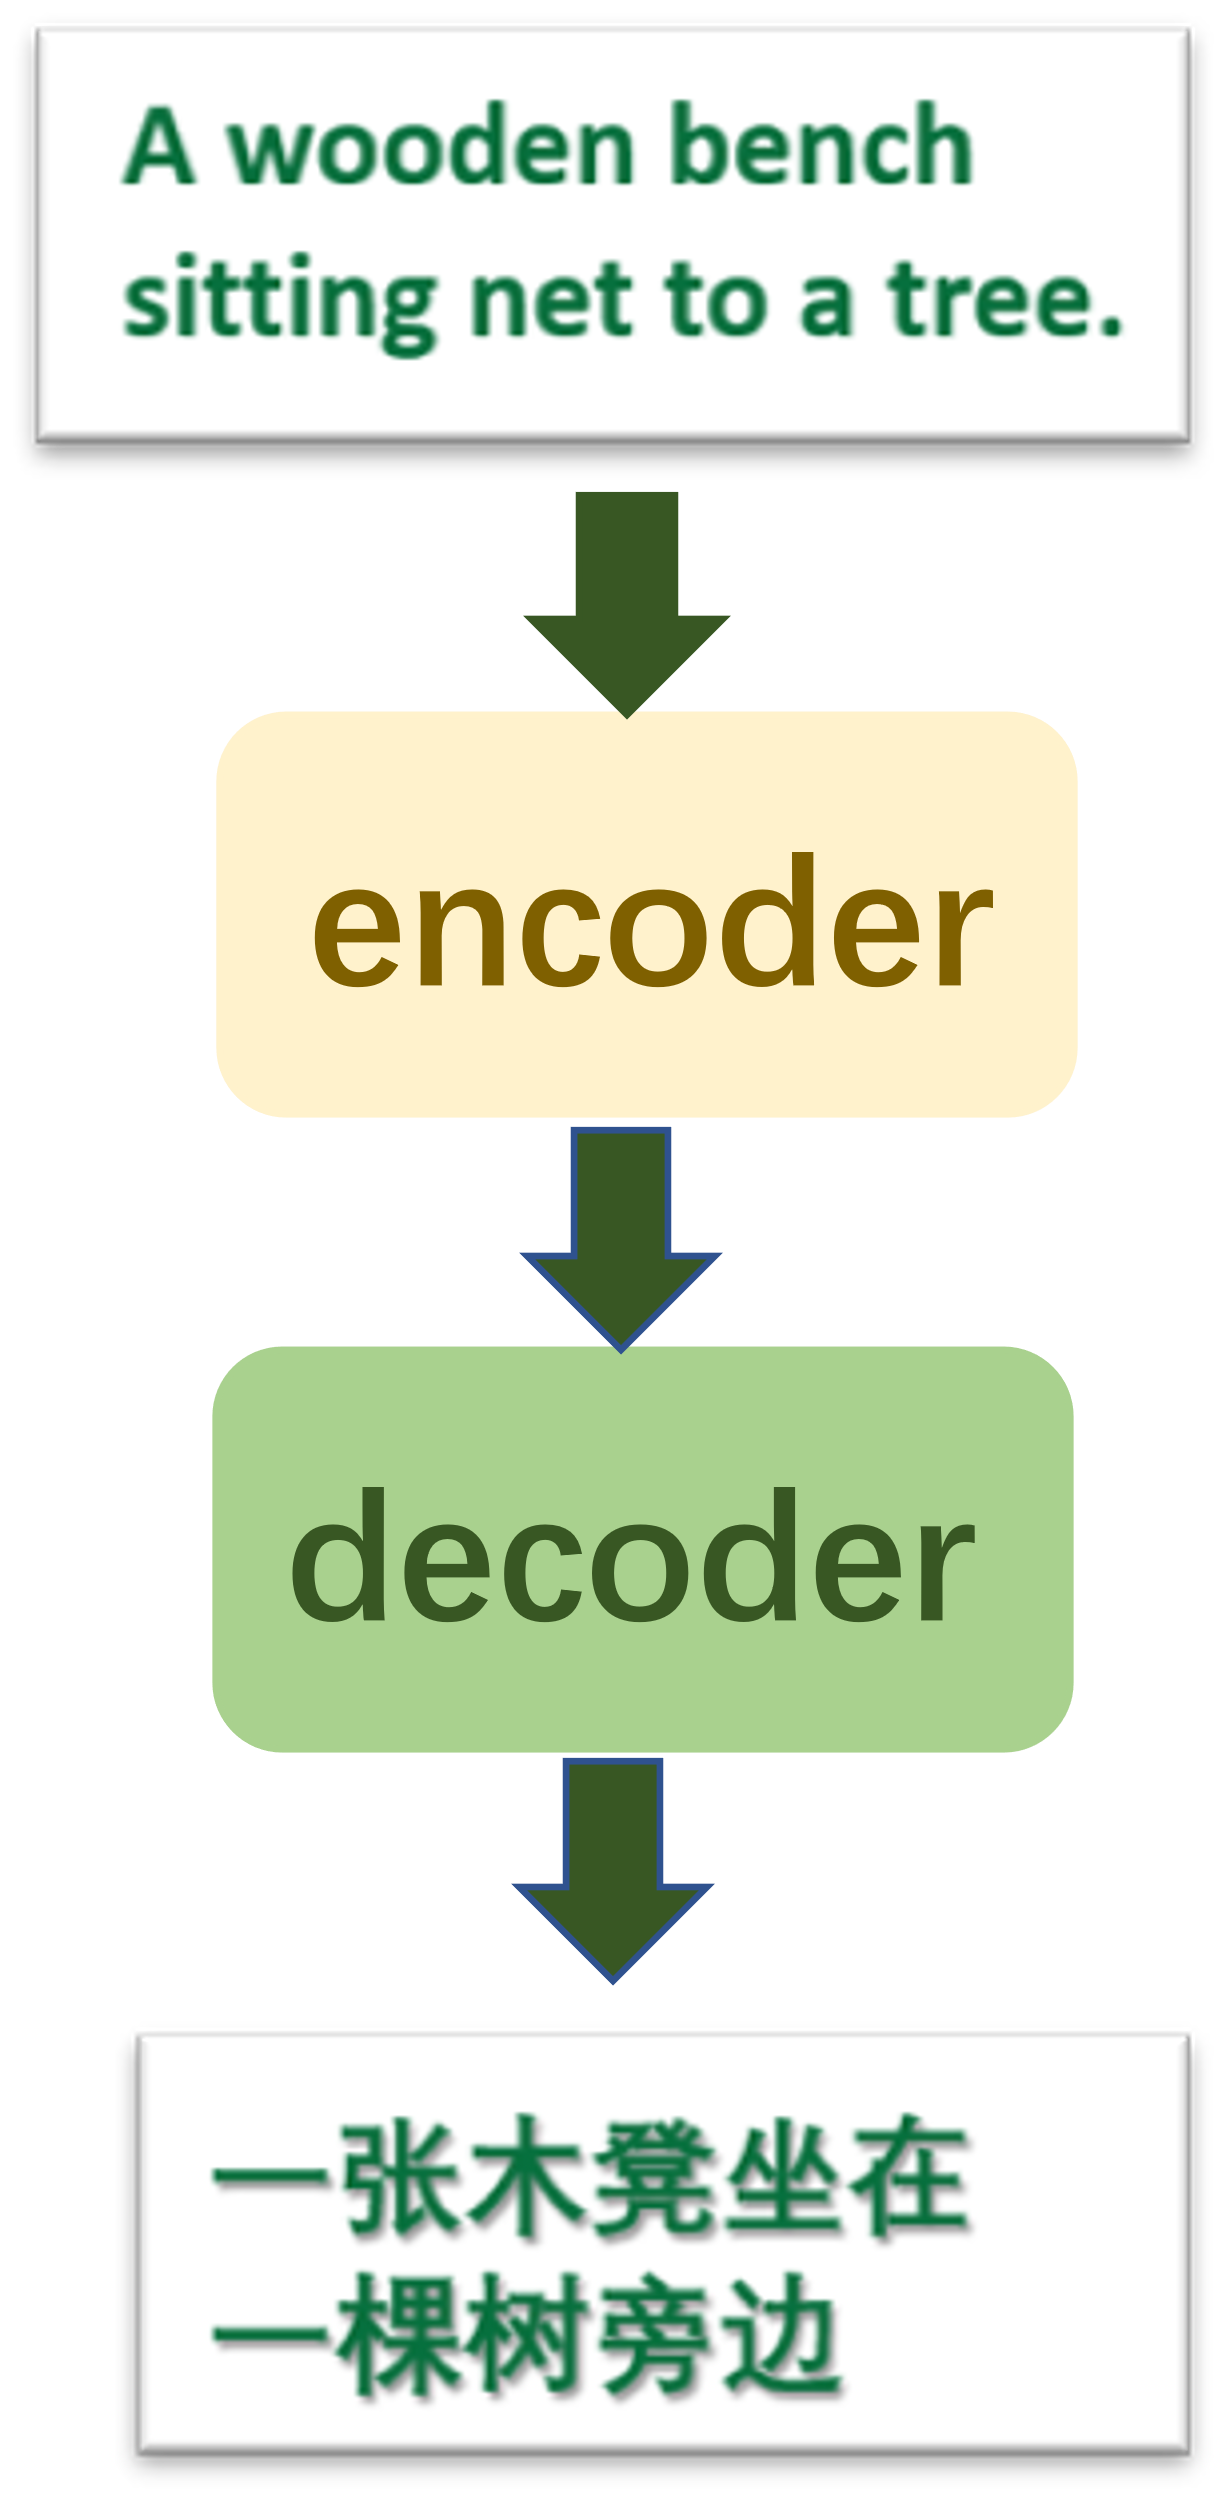 A wooden bench
sitting net to a tree.
encoder
decoder
一张木凳坐在
一棵树旁边